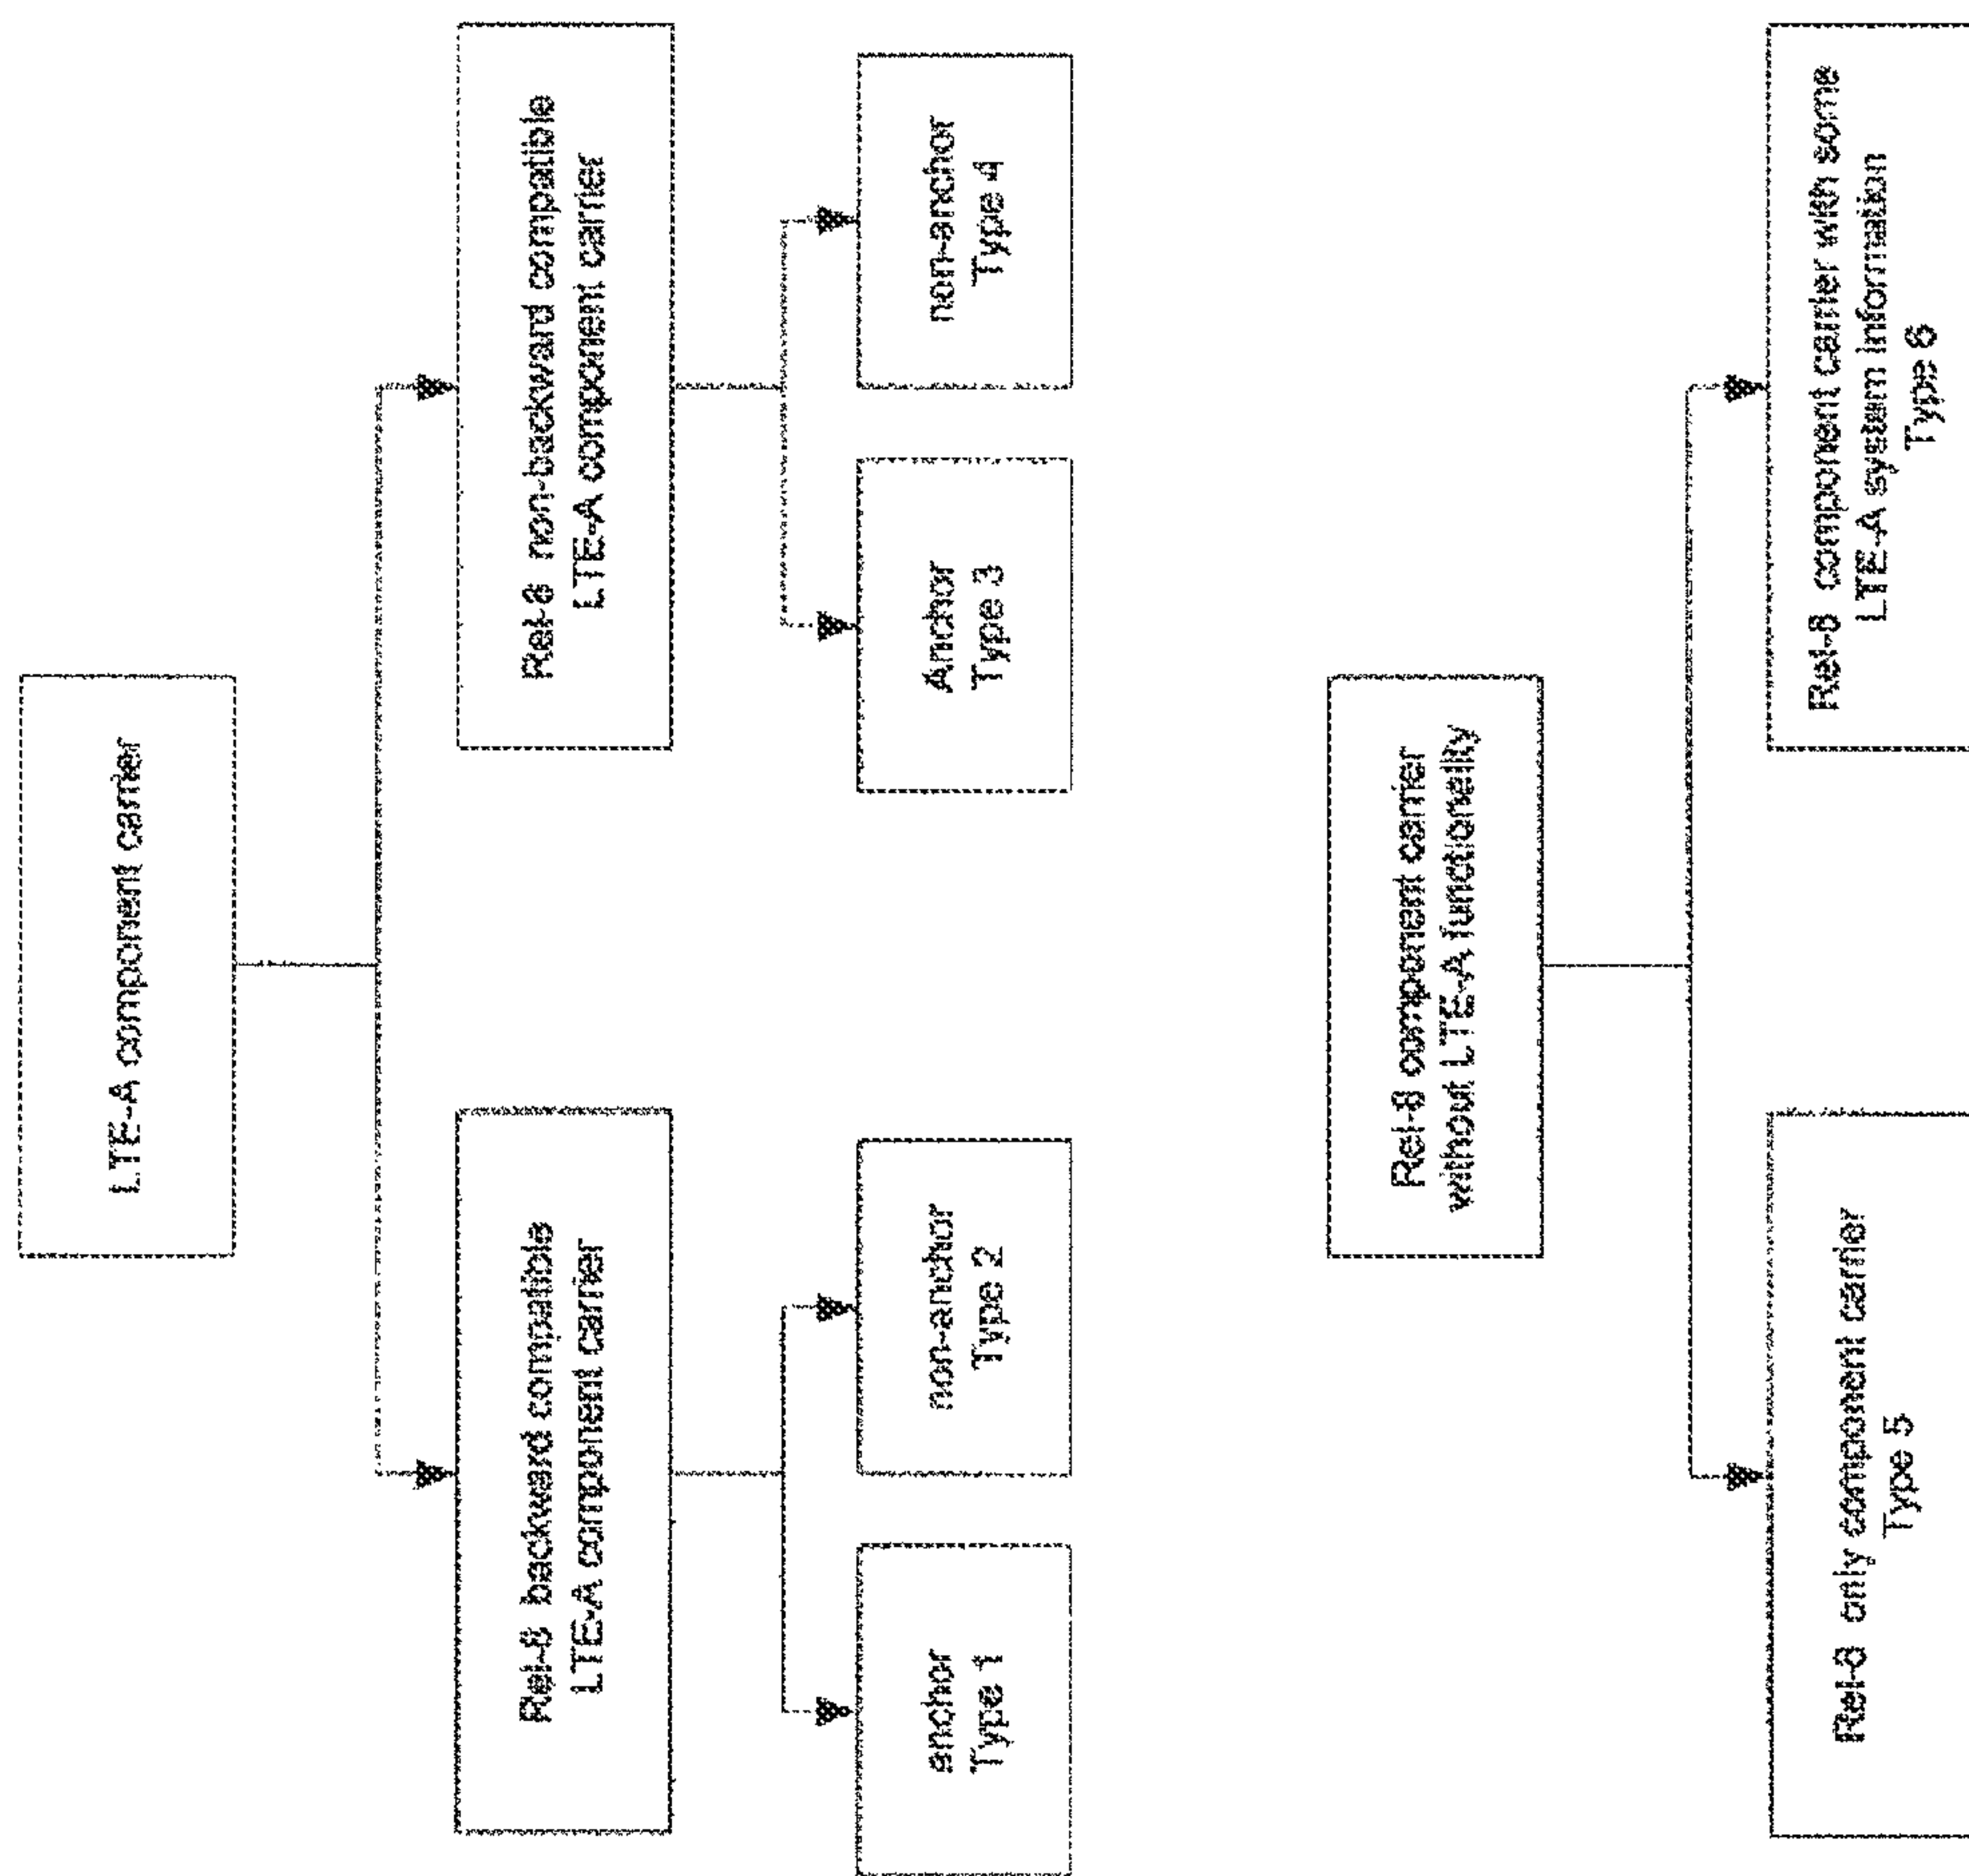 LTE-A component carrier
Rel-8 backward compatible
LTE-A component carrier
Rel-8 non-backward compatible
LTE-A component carrier
anchor
Type 1
non-anchor
Type 2
Anchor
Type 3
non-anchor
Type 4
Rel-8 component carrier
without LTE-A functionality
Rel-8 only component carrier
Type 5
Rel-8 component carrier with some
LTE-A system information
Type 6